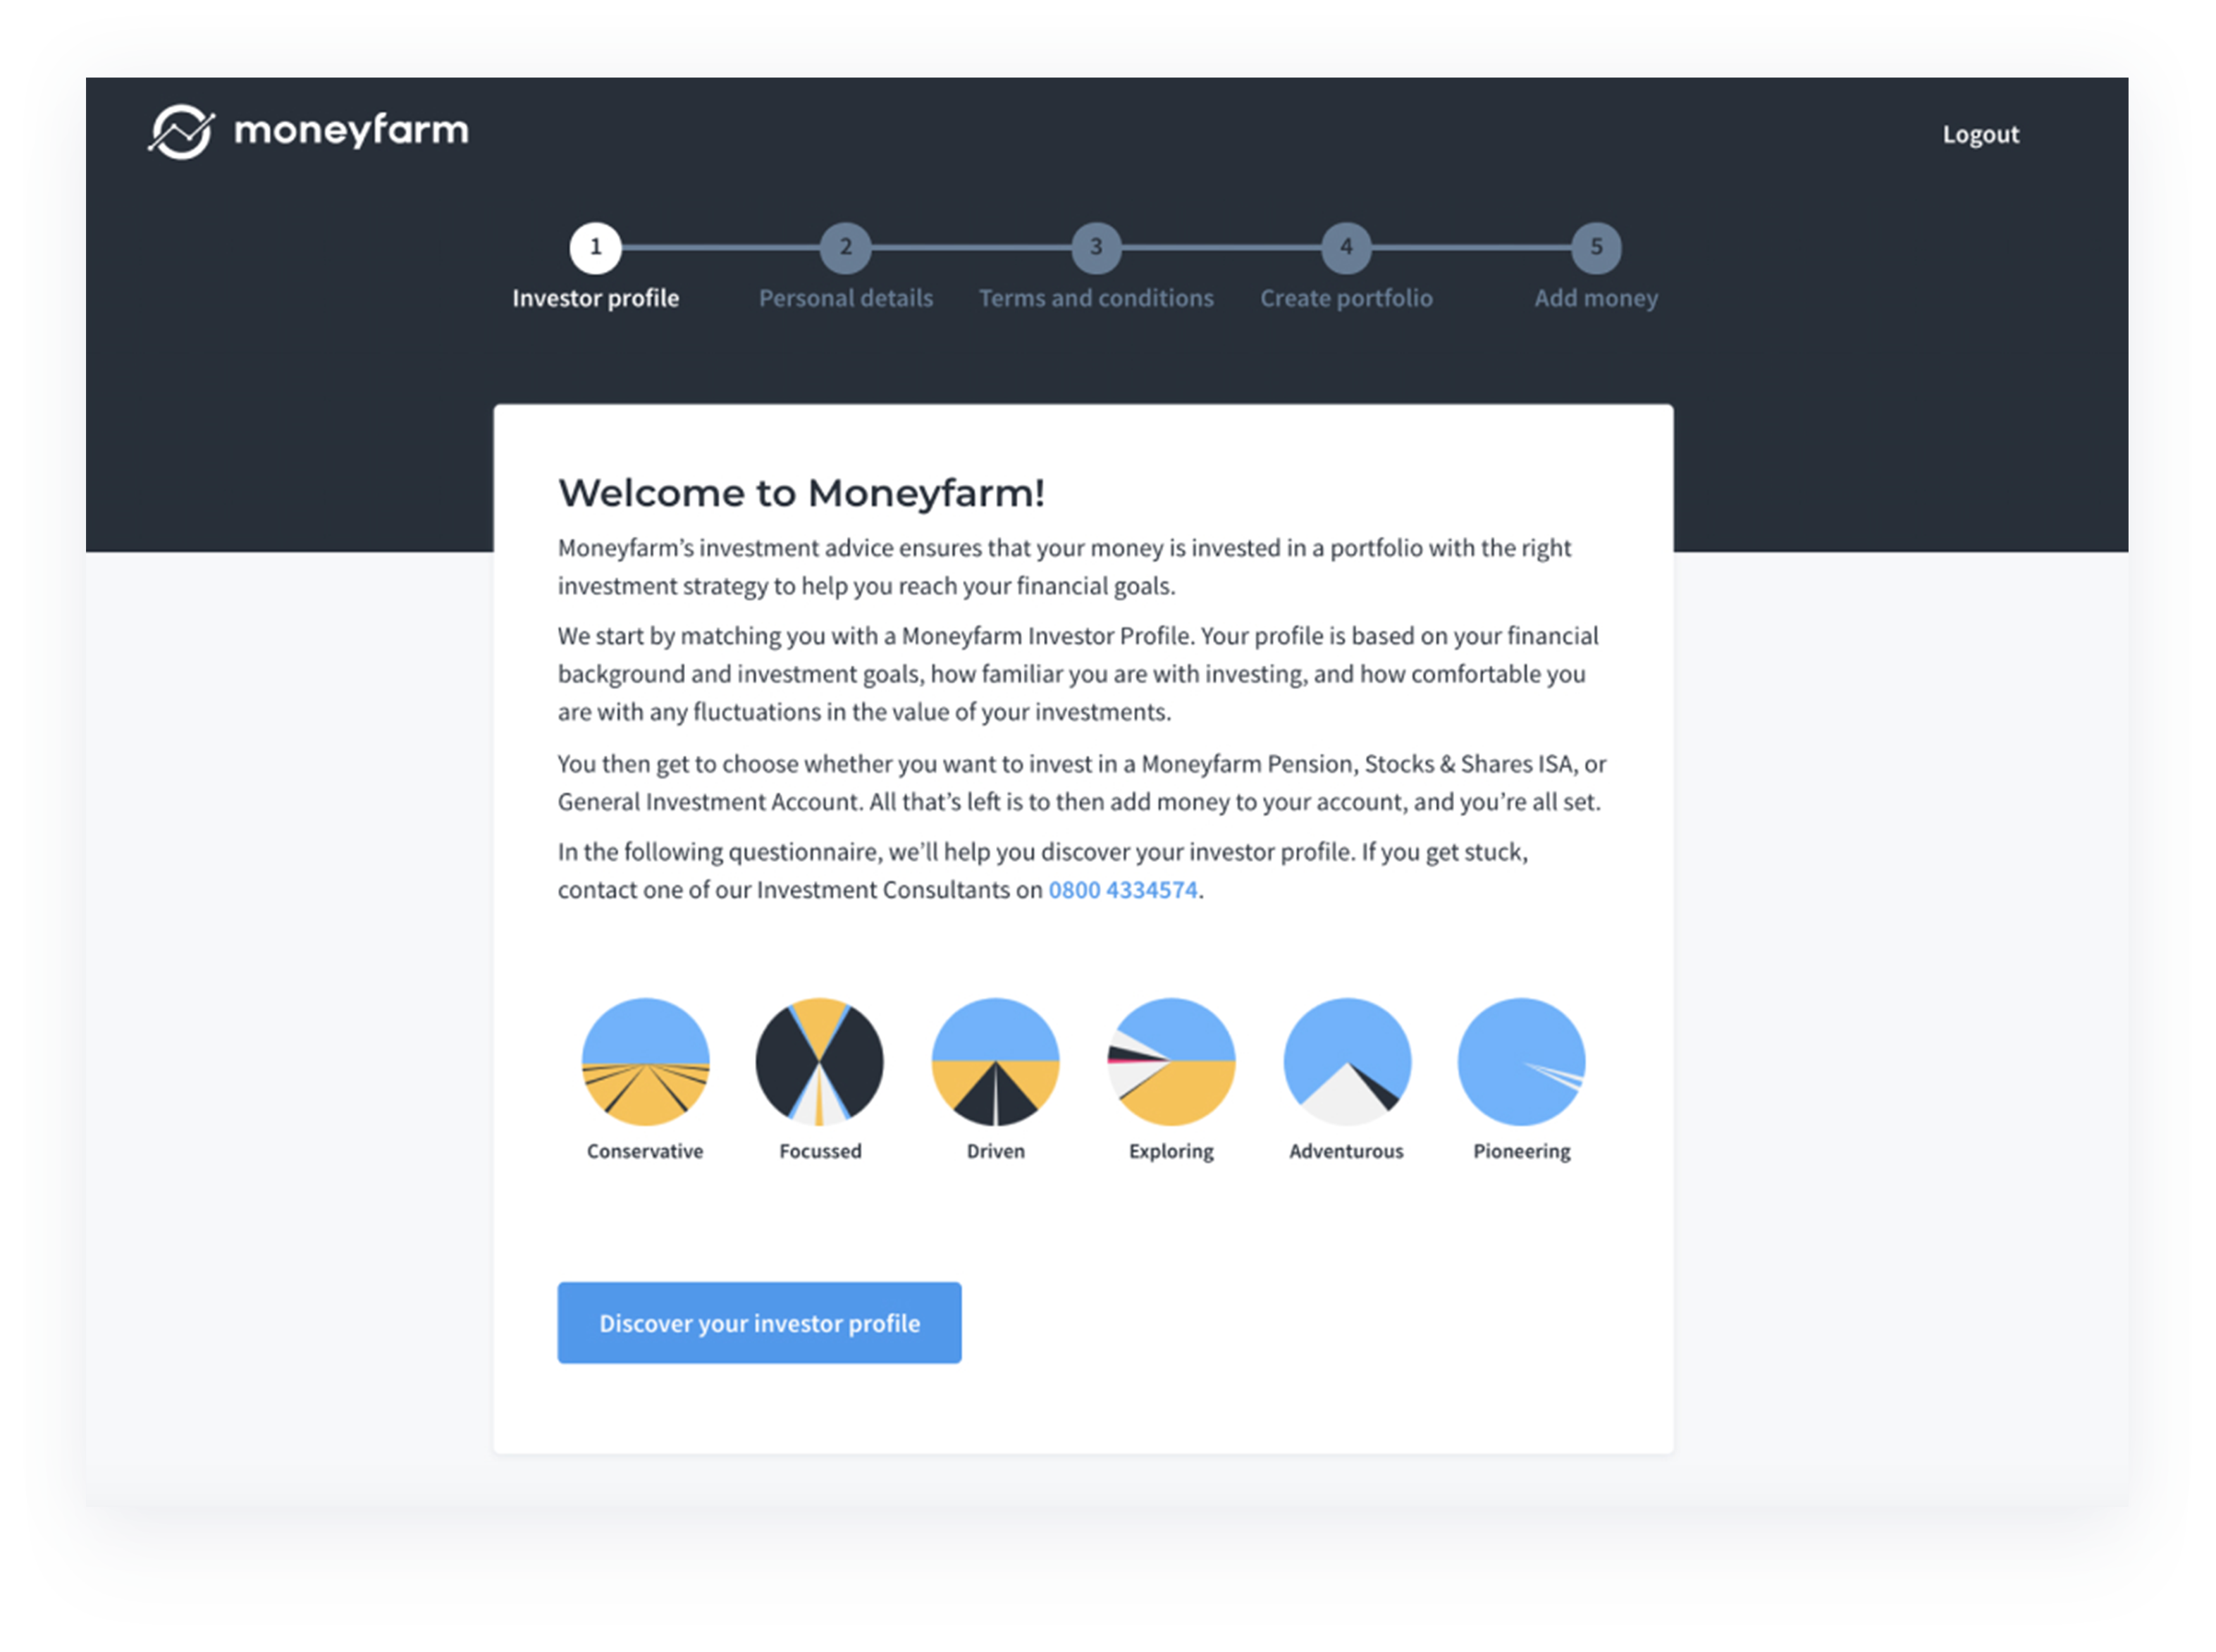 moneyfarm
Logout
1
2
3
4
5
Investor profile
Personal details
Terms and conditions
Create portfolio
Add money
Welcome to Moneyfarm!
Moneyfarm’s investment advice ensures that your money is invested in a portfolio with the right
investment strategy to help you reach your financial goals.
We start by matching you with a Moneyfarm Investor Profile. Your profile is based on your financial
background and investment goals, how familiar you are with investing, and how comfortable you
are with any fluctuations in the value of your investments.
You then get to choose whether you want to invest in a Moneyfarm Pension, Stocks & Shares ISA, or
General Investment Account. All that’s left is to then add money to your account, and you’re all set.
In the following questionnaire, we’ll help you discover your investor profile. If you get stuck,
contact one of our Investment Consultants on 0800 4334574.
Conservative
Focussed
Driven
Exploring
Adventurous
Pioneering
Discover your investor profile